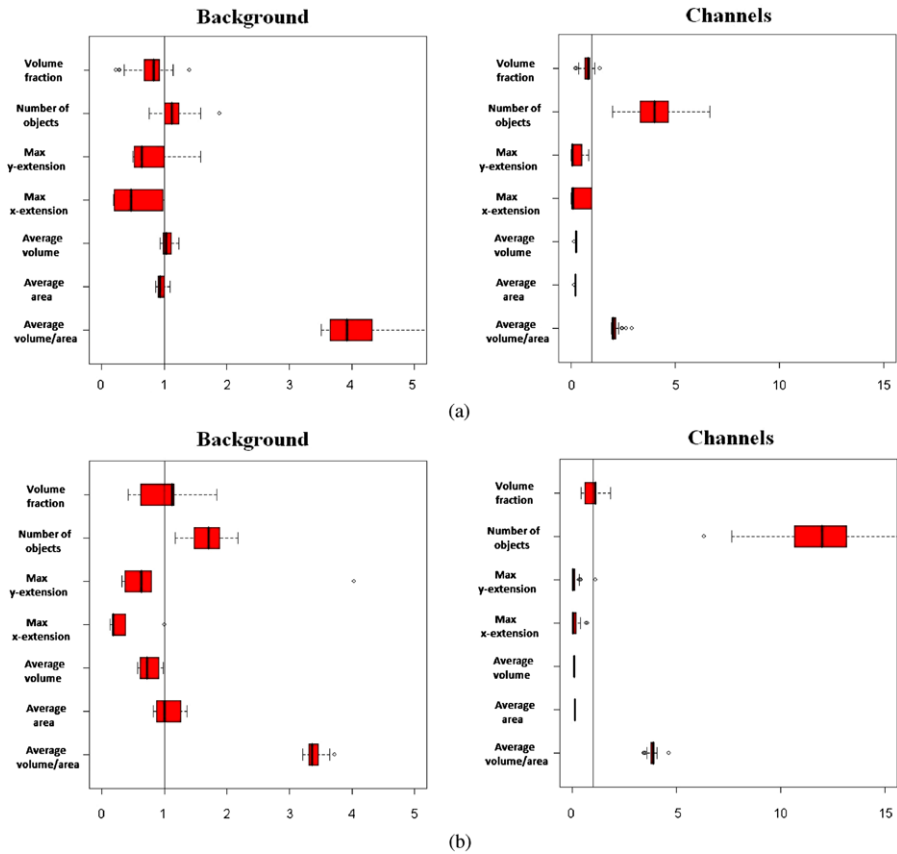 (a)
Background
Channels
Volume
fraction
Number of
objects
Max
y-extension
Max
x-extension
Average
volume
Average
area
Average
volume/area
0 1 2 3 4 5
Volume
fraction
Number of
objects
Max
y-extension
Max
x-extension
Average
volume
Average
area
Average
volume/area
0 5 10 15
(a)
Background
Channels
Volume
fraction
Number of
objects
Max
y-extension
Max
x-extension
Average
volume
Average
area
Average
volume/area
0 1 2 3 4 5
Volume
fraction
Number of
objects
Max
y-extension
Max
x-extension
Average
volume
Average
area
Average
volume/area
0 5 10 15
(b)